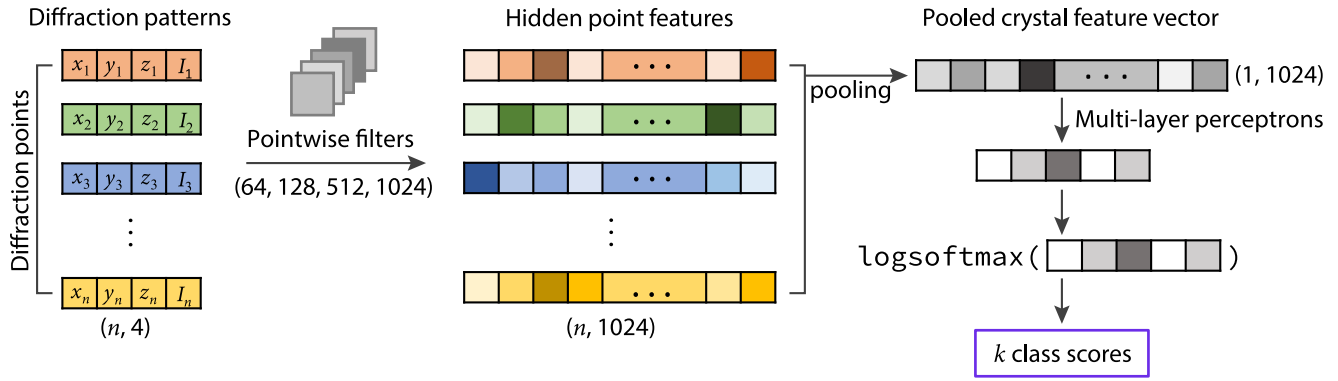 Diffraction patterns
Hidden point features
Pooled crystal feature vector
Diffraction points
x₁ y₁ z₁ I₁
x₂ y₂ z₂ I₂
x₃ y₃ z₃ I₃
⋮
xₙ yₙ zₙ Iₙ
(n, 4)
Pointwise filters
(64, 128, 512, 1024)
• • •
• • •
• • •
⋮
• • •
(n, 1024)
pooling
• • •
(1, 1024)
Multi-layer perceptrons
logsoftmax( )
k class scores